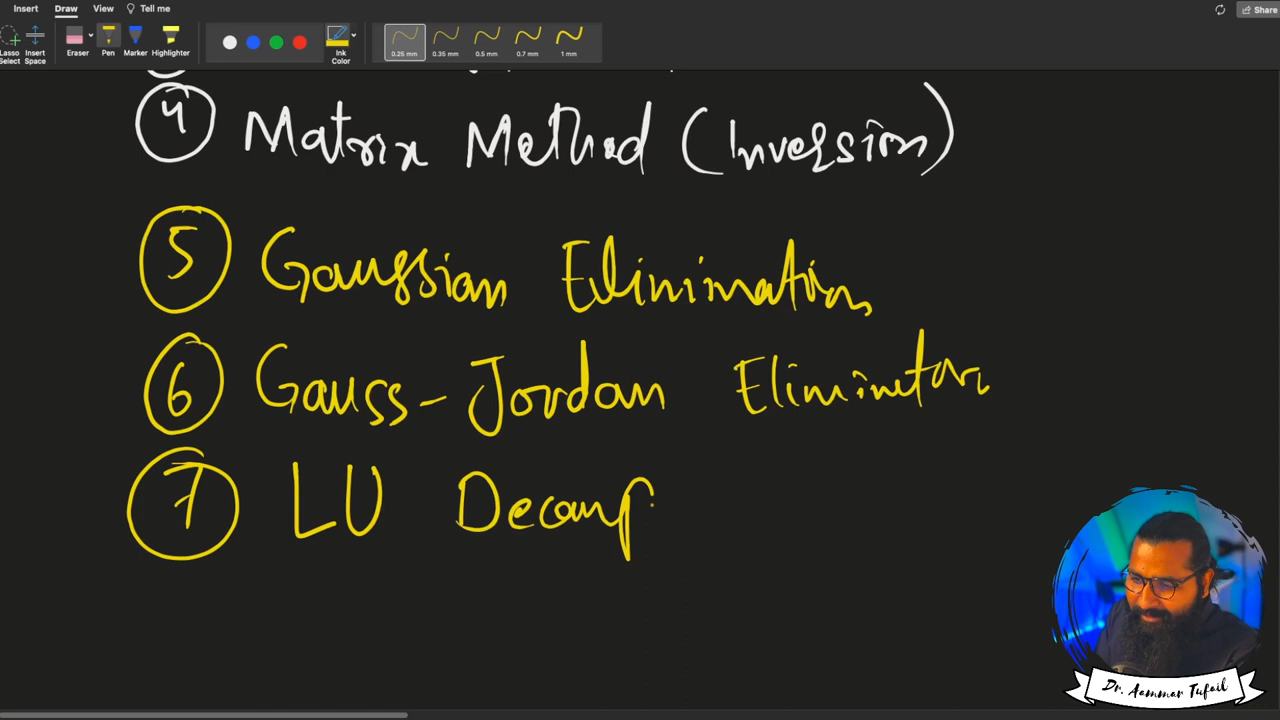 Insert Draw View Tell me
Share
Lasso Select Insert Space Eraser Pen Marker Highlighter Ink Color 0.25 mm 0.35 mm 0.5 mm 0.7 mm 1 mm
4 Matrix Method (Inversion)
5 Gaussian Elimination
6 Gauss-Jordan Elimination
7 LU Decomp
Dr. Aammar Tufail